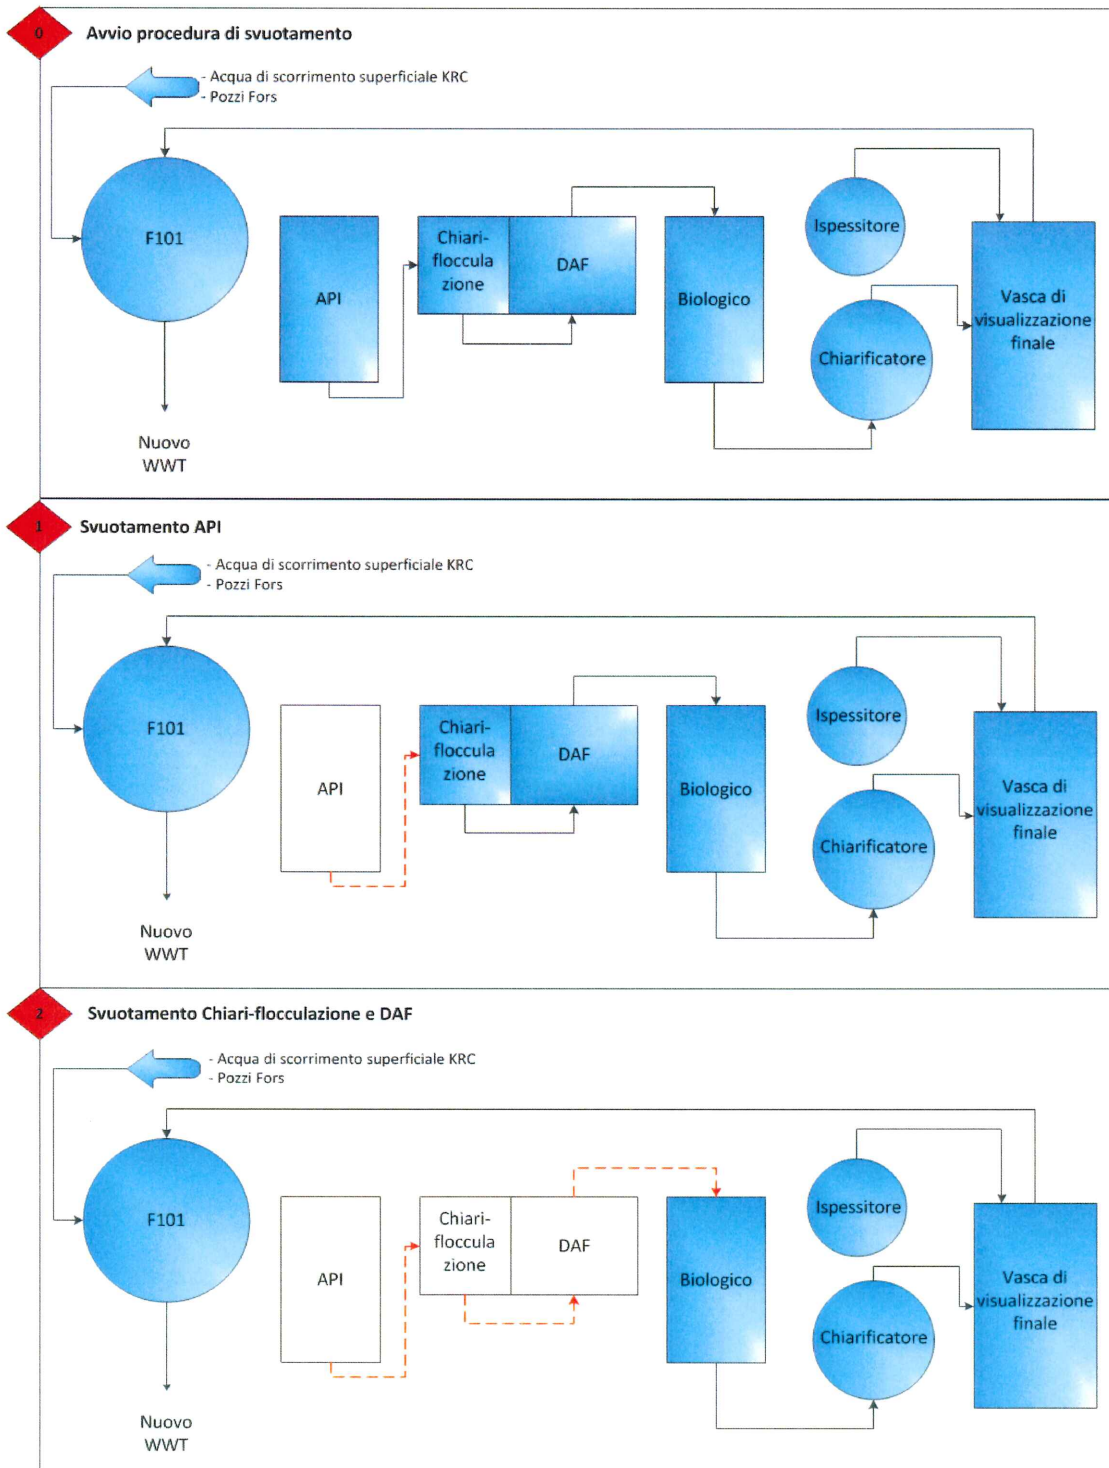 0
Avvio procedura di svuotamento
- Acqua di scorrimento superficiale KRC
- Pozzi Fors
F101
API
Chiari-
floccula
zione
DAF
Biologico
Ispessitore
Chiarificatore
Vasca di
visualizzazione
finale
Nuovo
WWT
1
Svuotamento API
- Acqua di scorrimento superficiale KRC
- Pozzi Fors
F101
API
Chiari-
floccula
zione
DAF
Biologico
Ispessitore
Chiarificatore
Vasca di
visualizzazione
finale
Nuovo
WWT
2
Svuotamento Chiari-flocculazione e DAF
- Acqua di scorrimento superficiale KRC
- Pozzi Fors
F101
API
Chiari-
floccula
zione
DAF
Biologico
Ispessitore
Chiarificatore
Vasca di
visualizzazione
finale
Nuovo
WWT